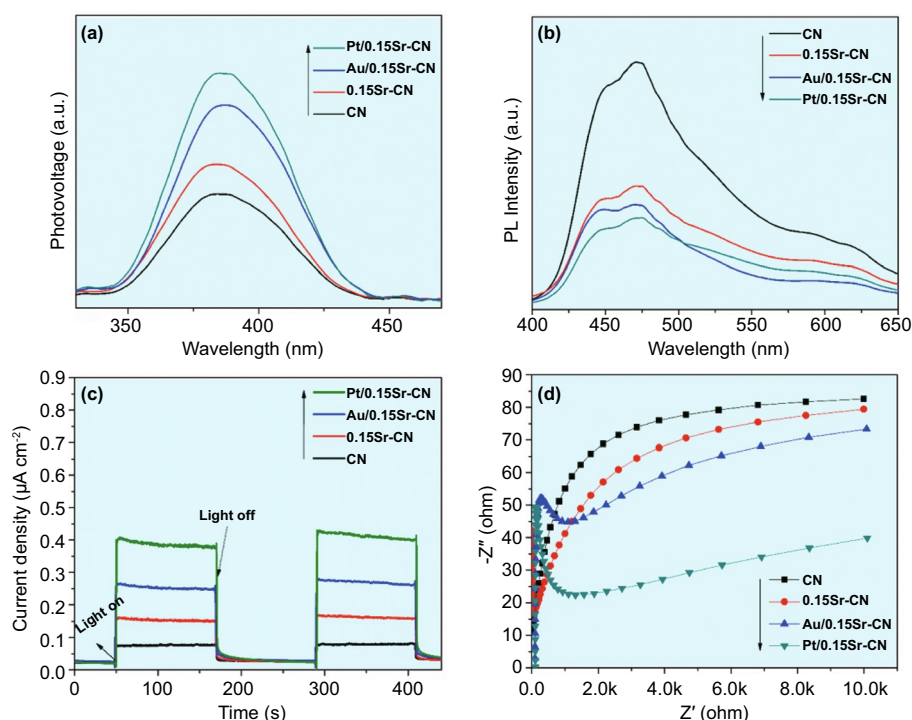 (a)
Pt/0.15Sr-CN
Au/0.15Sr-CN
0.15Sr-CN
CN
Photovoltage (a.u.)
350 400 450
Wavelength (nm)
(b)
CN
0.15Sr-CN
Au/0.15Sr-CN
Pt/0.15Sr-CN
PL Intensity (a.u.)
400 450 500 550 600 650
Wavelength (nm)
(c)
Pt/0.15Sr-CN
Au/0.15Sr-CN
0.15Sr-CN
CN
Light off
Light on
Current density (µA cm⁻²)
0.9
0.8
0.7
0.6
0.5
0.4
0.3
0.2
0.1
0.0
0 100 200 300 400
Time (s)
(d)
CN
0.15Sr-CN
Au/0.15Sr-CN
Pt/0.15Sr-CN
-Z″ (ohm)
90
80
70
60
50
40
30
20
10
0
0.0 2.0k 4.0k 6.0k 8.0k 10.0k
Z′ (ohm)